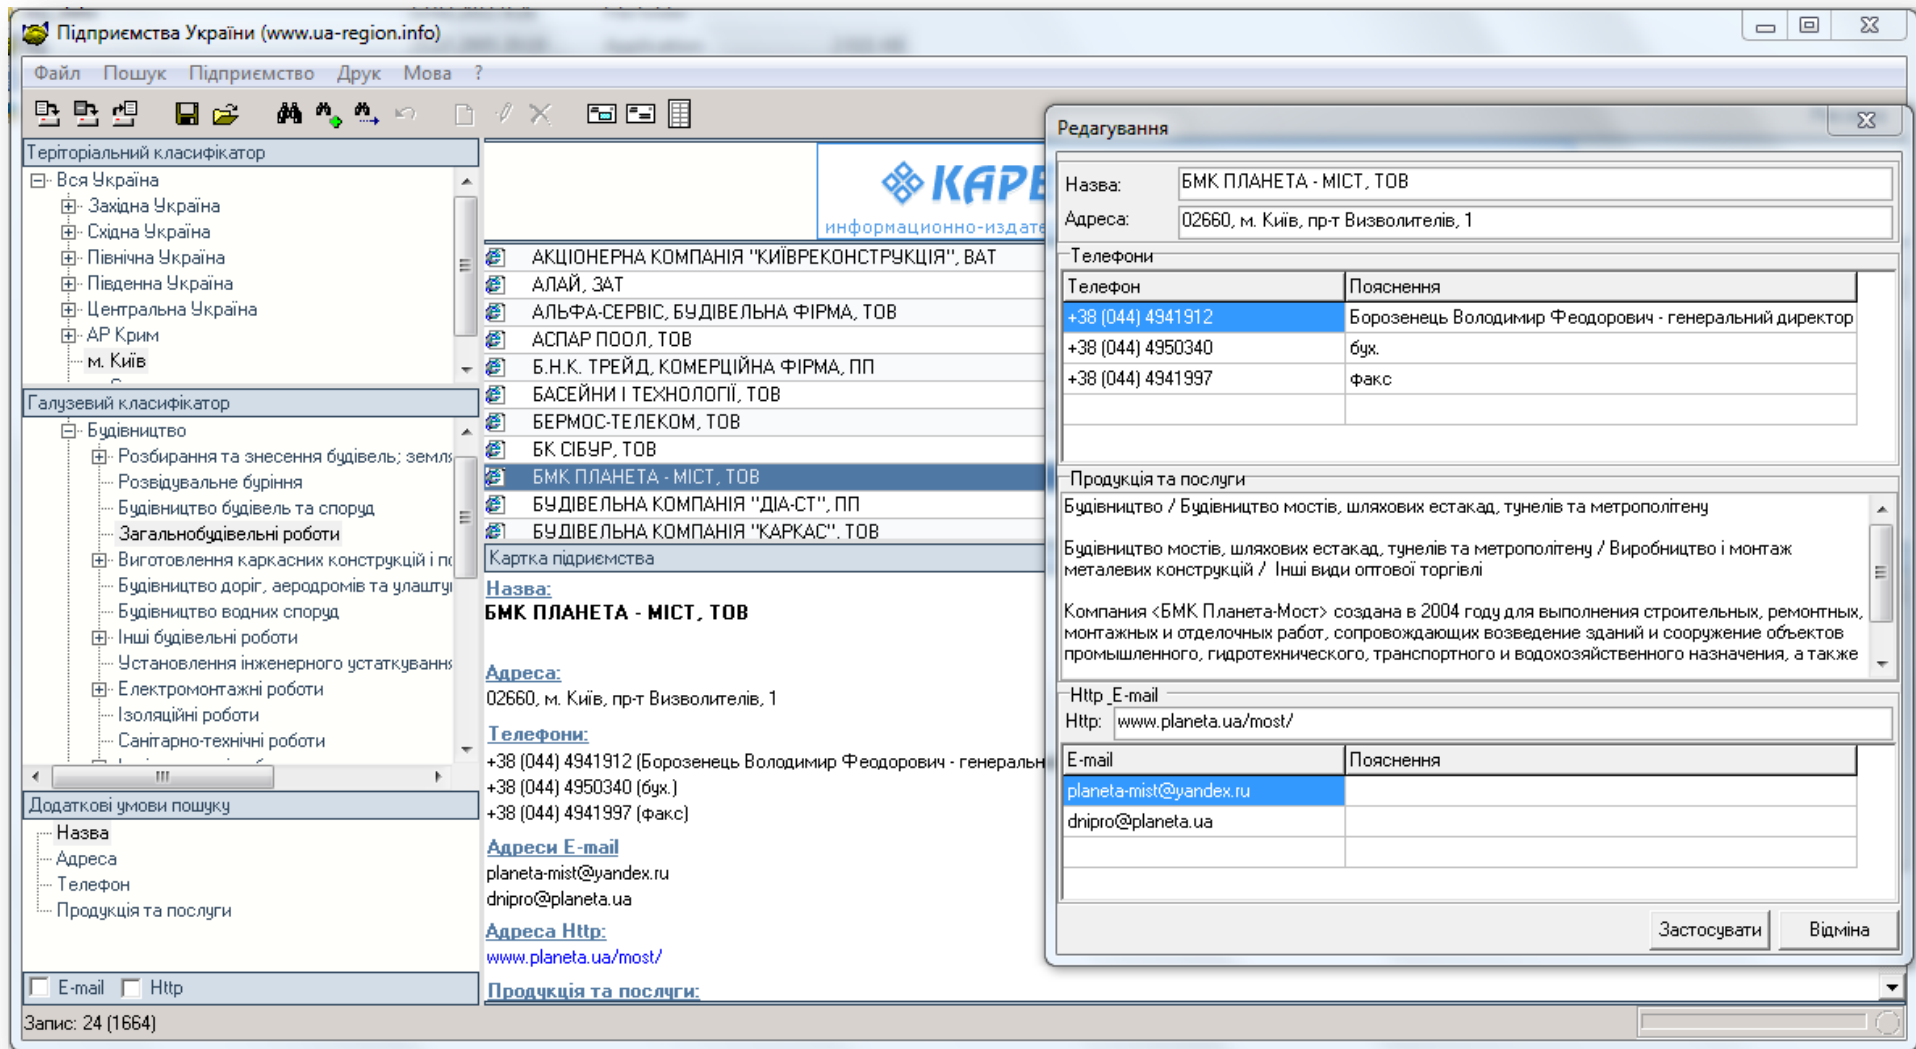 Підприємства України (www.ua-region.info)
Файл Пошук Підприємство Друк Мова ?
Теріторіальний класифікатор
Вся Україна
Західна Україна
Східна Україна
Північна Україна
Південна Україна
Центральна Україна
АР Крим
м. Київ
Галузевий класифікатор
Будівництво
Розбирання та знесення будівель; земля
Розвідувальне буріння
Будівництво будівель та споруд
Загальнобудівельні роботи
Виготовлення каркасних конструкцій і по
Будівництво доріг, аеродромів та улашту
Будівництво водних споруд
Інші будівельні роботи
Установлення інженерного устаткування
Електромонтажні роботи
Ізоляційні роботи
Санітарно-технічні роботи
Додаткові умови пошуку
Назва
Адреса
Телефон
Продукція та послуги
E-mail Http
Запис: 24 (1664)
информационно-издате
АКЦІОНЕРНА КОМПАНІЯ "КИЇВРЕКОНСТРУКЦІЯ", ВАТ
АЛАЙ, ЗАТ
АЛЬФА-СЕРВІС, БУДІВЕЛЬНА ФІРМА, ТОВ
АСПАР ПООЛ, ТОВ
Б.Н.К. ТРЕЙД, КОМЕРЦІЙНА ФІРМА, ПП
БАСЕЙНИ І ТЕХНОЛОГІЇ, ТОВ
БЕРМОС-ТЕЛЕКОМ, ТОВ
БК СІБУР, ТОВ
БМК ПЛАНЕТА - МІСТ, ТОВ
БУДІВЕЛЬНА КОМПАНІЯ "ДІА-СТ", ПП
БУДІВЕЛЬНА КОМПАНІЯ "КАРКАС", ТОВ
Картка підприємства
Назва:
БМК ПЛАНЕТА - МІСТ, ТОВ
Адреса:
02660, м. Київ, пр-т Визволителів, 1
Телефони:
+38 (044) 4941912 (Борозенець Володимир Феодорович - генеральн
+38 (044) 4950340 (бух.)
+38 (044) 4941997 (факс)
Адреси E-mail
planeta-mist@yandex.ru
dnipro@planeta.ua
Адреса Http:
www.planeta.ua/most/
Продукція та послуги:
Редагування
Назва: БМК ПЛАНЕТА - МІСТ, ТОВ
Адреса: 02660, м. Київ, пр-т Визволителів, 1
Телефони
Телефон Пояснення
+38 (044) 4941912 Борозенець Володимир Феодорович - генеральний директор
+38 (044) 4950340 бух.
+38 (044) 4941997 факс
Продукція та послуги
Будівництво / Будівництво мостів, шляхових естакад, тунелів та метрополітену
Будівництво мостів, шляхових естакад, тунелів та метрополітену / Виробництво і монтаж
металевих конструкцій / Інші види оптової торгівлі
Компания <БМК Планета-Мост> создана в 2004 году для выполнения строительных, ремонтных,
монтажных и отделочных работ, сопровождающих возведение зданий и сооружение объектов
промышленного, гидротехнического, транспортного и водохозяйственного назначения, а также
Http _E-mail
Http: www.planeta.ua/most/
E-mail Пояснення
planeta-mist@yandex.ru
dnipro@planeta.ua
Застосувати Відміна